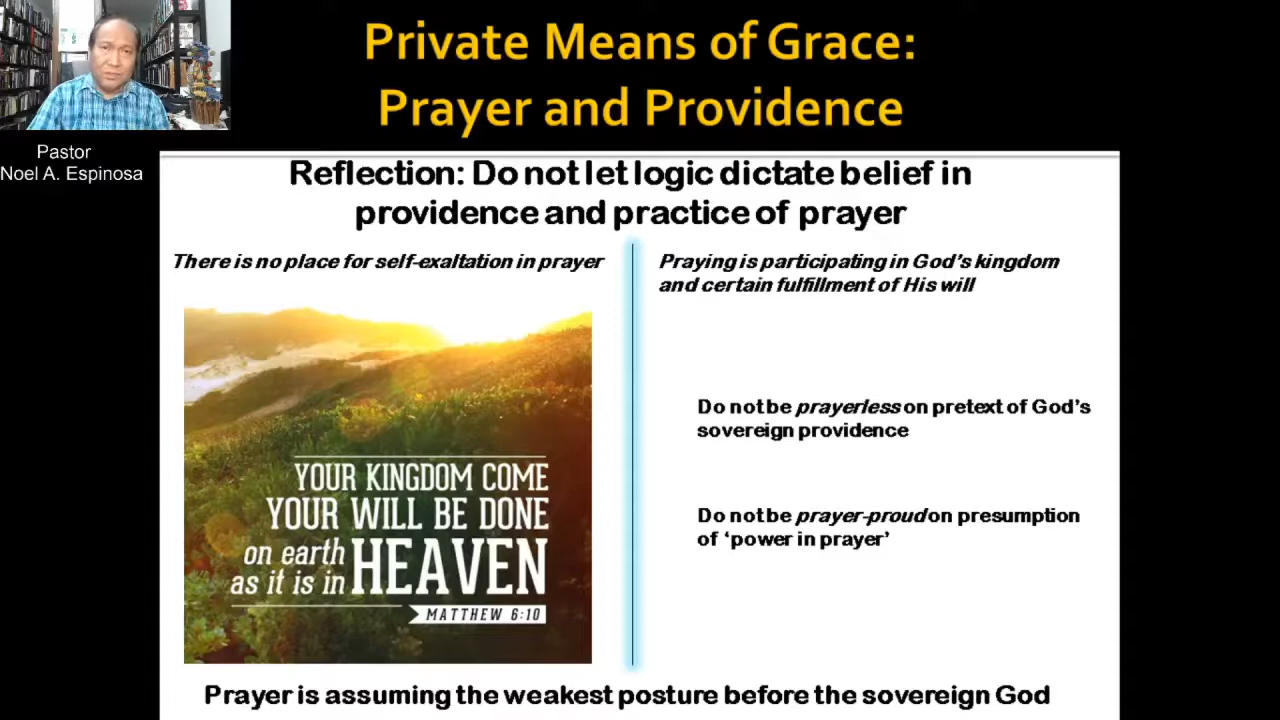 Private Means of Grace:
Prayer and Providence
Pastor
Noel A. Espinosa
Reflection: Do not let logic dictate belief in
providence and practice of prayer
There is no place for self-exaltation in prayer
YOUR KINGDOM COME
YOUR WILL BE DONE
on earth
as it is in HEAVEN
MATTHEW 6:10
Praying is participating in God's kingdom
and certain fulfillment of His will
Do not be prayerless on pretext of God's
sovereign providence
Do not be prayer-proud on presumption
of 'power in prayer'
Prayer is assuming the weakest posture before the sovereign God